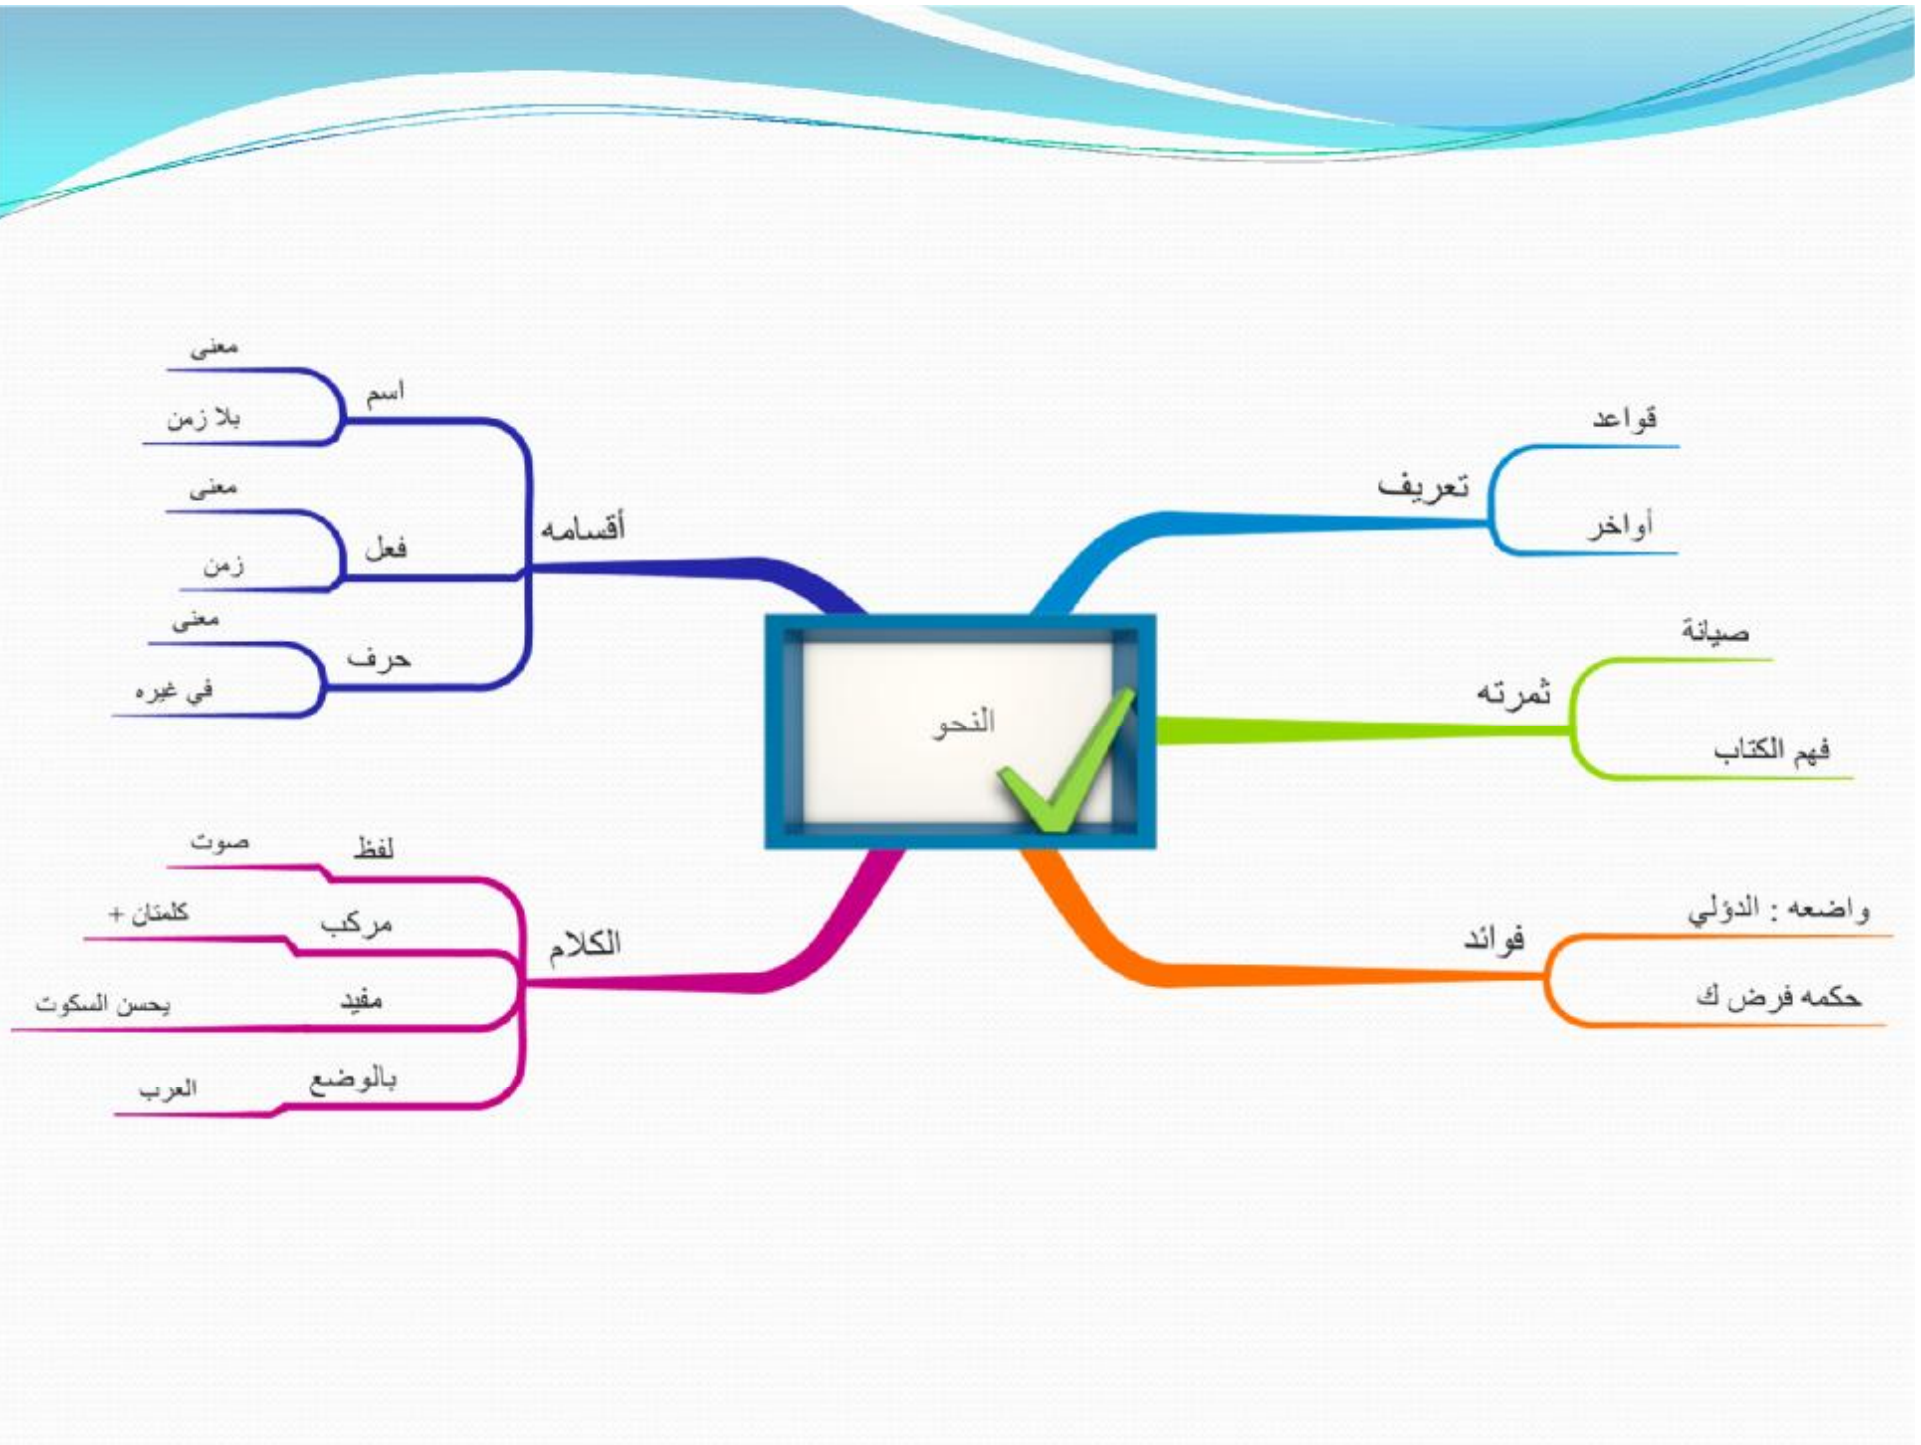 النحو
تعريف
قواعد
أواخر
ثمرته
صيانة
فهم الكتاب
فوائد
واضعه : الدؤلي
حكمه فرض ك
أقسامه
اسم
معنى
بلا زمن
فعل
معنى
زمن
حرف
معنى
في غيره
الكلام
لفظ
صوت
مركب
كلمتان +
مفيد
يحسن السكوت
بالوضع
العرب